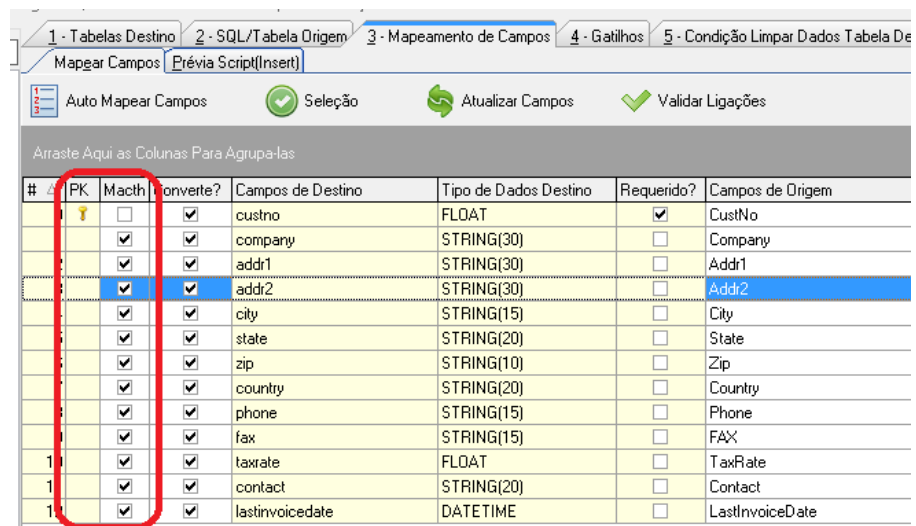 1 - Tabelas Destino 2 - SQL/Tabela Origem 3 - Mapeamento de Campos 4 - Gatilhos 5 - Condição Limpar Dados Tabela De
Mapear Campos Prévia Script(Insert)
Auto Mapear Campos Seleção Atualizar Campos Validar Ligações
Arraste Aqui as Colunas Para Agrupa-las
# PK Macth Converte? Campos de Destino Tipo de Dados Destino Requerido? Campos de Origem
custno FLOAT CustNo
company STRING(30) Company
addr1 STRING(30) Addr1
addr2 STRING(30) Addr2
city STRING(15) City
state STRING(20) State
zip STRING(10) Zip
country STRING(20) Country
phone STRING(15) Phone
fax STRING(15) FAX
taxrate FLOAT TaxRate
contact STRING(20) Contact
lastinvoicedate DATETIME LastInvoiceDate